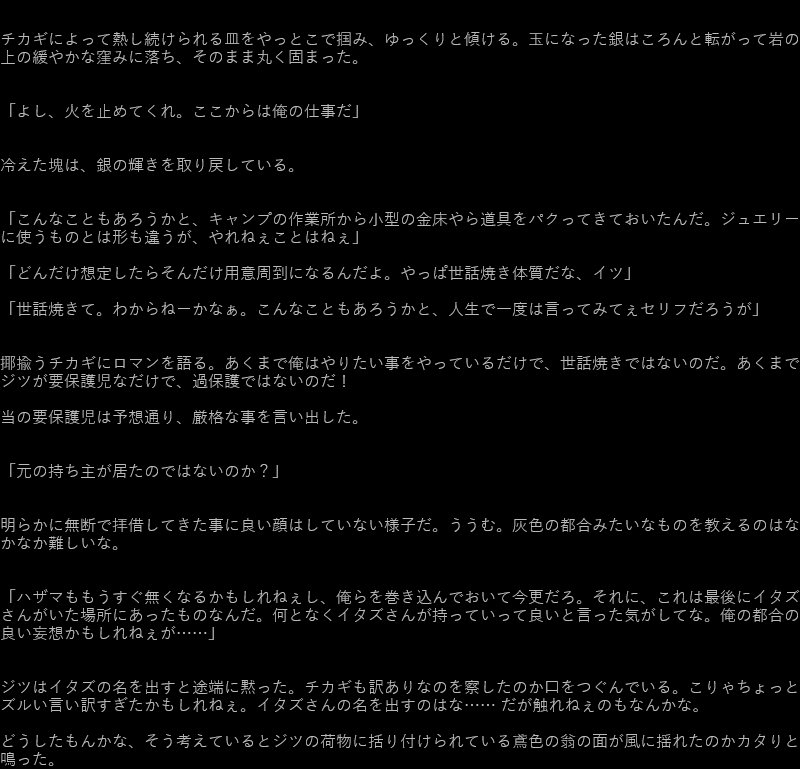 チカギによって熱し続けられる皿をやっとこで掴み、ゆっくりと傾ける。玉になった銀はころんと転がって岩の
上の緩やかな窪みに落ち、そのまま丸く固まった。
「よし、火を止めてくれ。ここからは俺の仕事だ」
冷えた塊は、銀の輝きを取り戻している。
「こんなこともあろうかと、キャンプの作業所から小型の金床やら道具をパクってきておいたんだ。ジュエリー
に使うものとは形も違うが、やれねぇことはねぇ」
「どんだけ想定したらそんだけ用意周到になるんだよ。やっぱ世話焼き体質だな、イツ」
「世話焼きて。わからねーかなぁ。こんなこともあろうかと、人生で一度は言ってみてぇセリフだろうが」
揶揄うチカギにロマンを語る。あくまで俺はやりたい事をやっているだけで、世話焼きではないのだ。あくまで
ジツが要保護児なだけで、過保護ではないのだ！
当の要保護児は予想通り、厳格な事を言い出した。
「元の持ち主が居たのではないのか？」
明らかに無断で拝借してきた事に良い顔はしていない様子だ。ううむ。灰色の都合みたいなものを教えるのはな
かなか難しいな。
「ハザマももうすぐ無くなるかもしれねぇし、俺らを巻き込んでおいて今更だろ。それに、これは最後にイタズ
さんがいた場所にあったものなんだ。何となくイタズさんが持っていって良いと言った気がしてな。俺の都合の
良い妄想かもしれねぇが……」
ジツはイタズの名を出すと途端に黙った。チカギも訳ありなのを察したのか口をつぐんでいる。こりゃちょっと
ズルい言い訳すぎたかもしれねぇ。イタズさんの名を出すのはな…… だが触れねぇのもなんかな。
どうしたもんかな、そう考えているとジツの荷物に括り付けられている鳶色の翁の面が風に揺れたのかカタりと
鳴った。